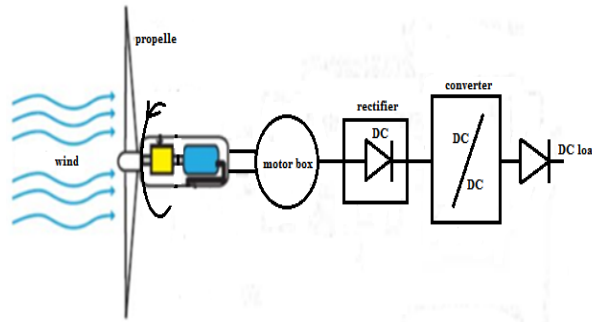 propelle
wind
motor box
rectifier
DC
converter
DC
DC
DC loa